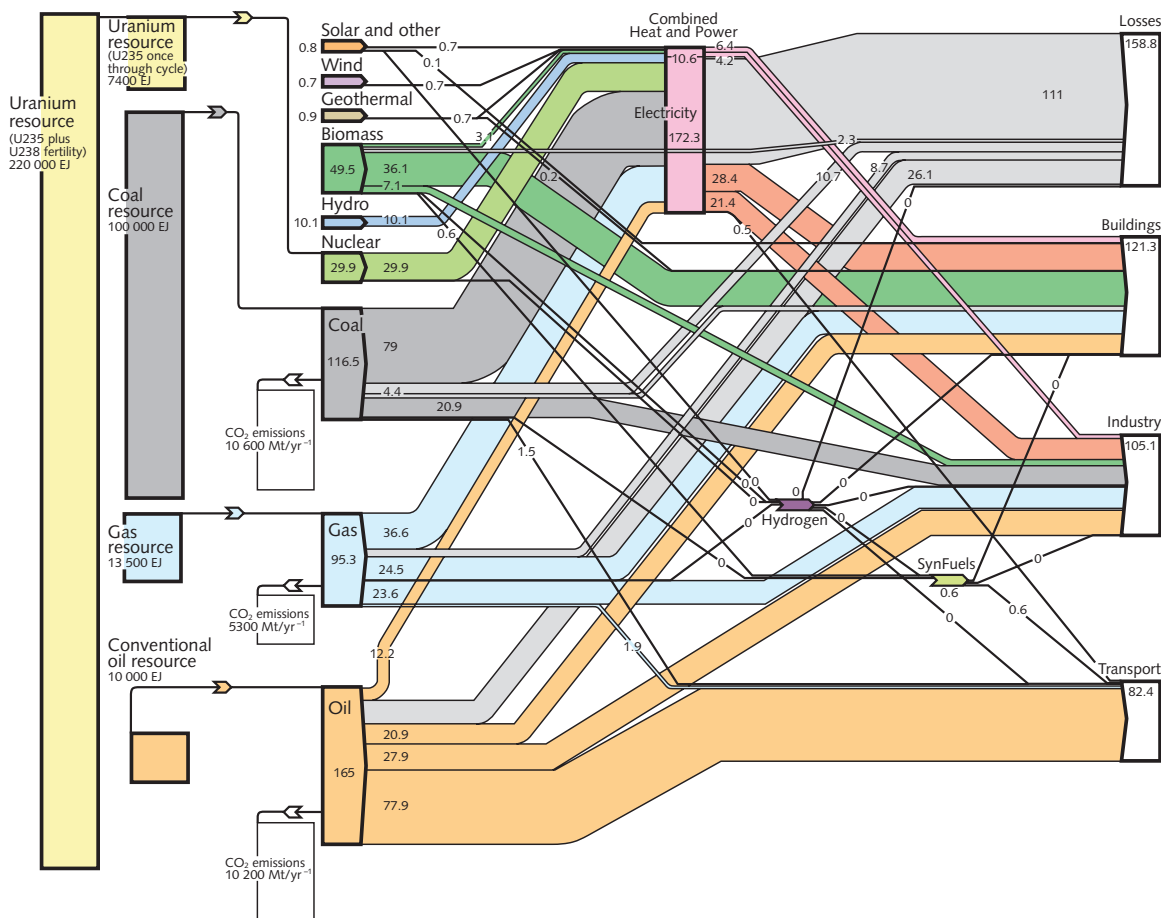 Uranium
resource
(U235 plus
U238 fertility)
220 000 EJ
Uranium
resource
(U235 once
through cycle)
7400 EJ
Coal
resource
100 000 EJ
CO₂ emissions
10 600 Mt/yr⁻¹
Gas
resource
13 500 EJ
CO₂ emissions
5300 Mt/yr⁻¹
Conventional
oil resource
10 000 EJ
CO₂ emissions
10 200 Mt/yr⁻¹
Solar and other
0.8
0.7
0.1
Wind
0.7
0.7
Geothermal
0.9
0.7
0.2
Biomass
49.5
3.1
36.1
7.1
Hydro
10.1
10.1
0.6
Nuclear
29.9
29.9
Coal
116.5
79
4.4
20.9
1.5
Gas
95.3
36.6
24.5
23.6
1.9
Oil
165
12.2
20.9
27.9
77.9
Combined
Heat and Power
10.6
6.4
4.2
Electricity
172.3
28.4
21.4
0.5
2.3
10.7
8.7
26.1
111
0
0
0
0
0
0
Hydrogen
0
0
0
0
0
0
SynFuels
0.6
0.6
0
0
Losses
158.8
Buildings
121.3
Industry
105.1
Transport
82.4